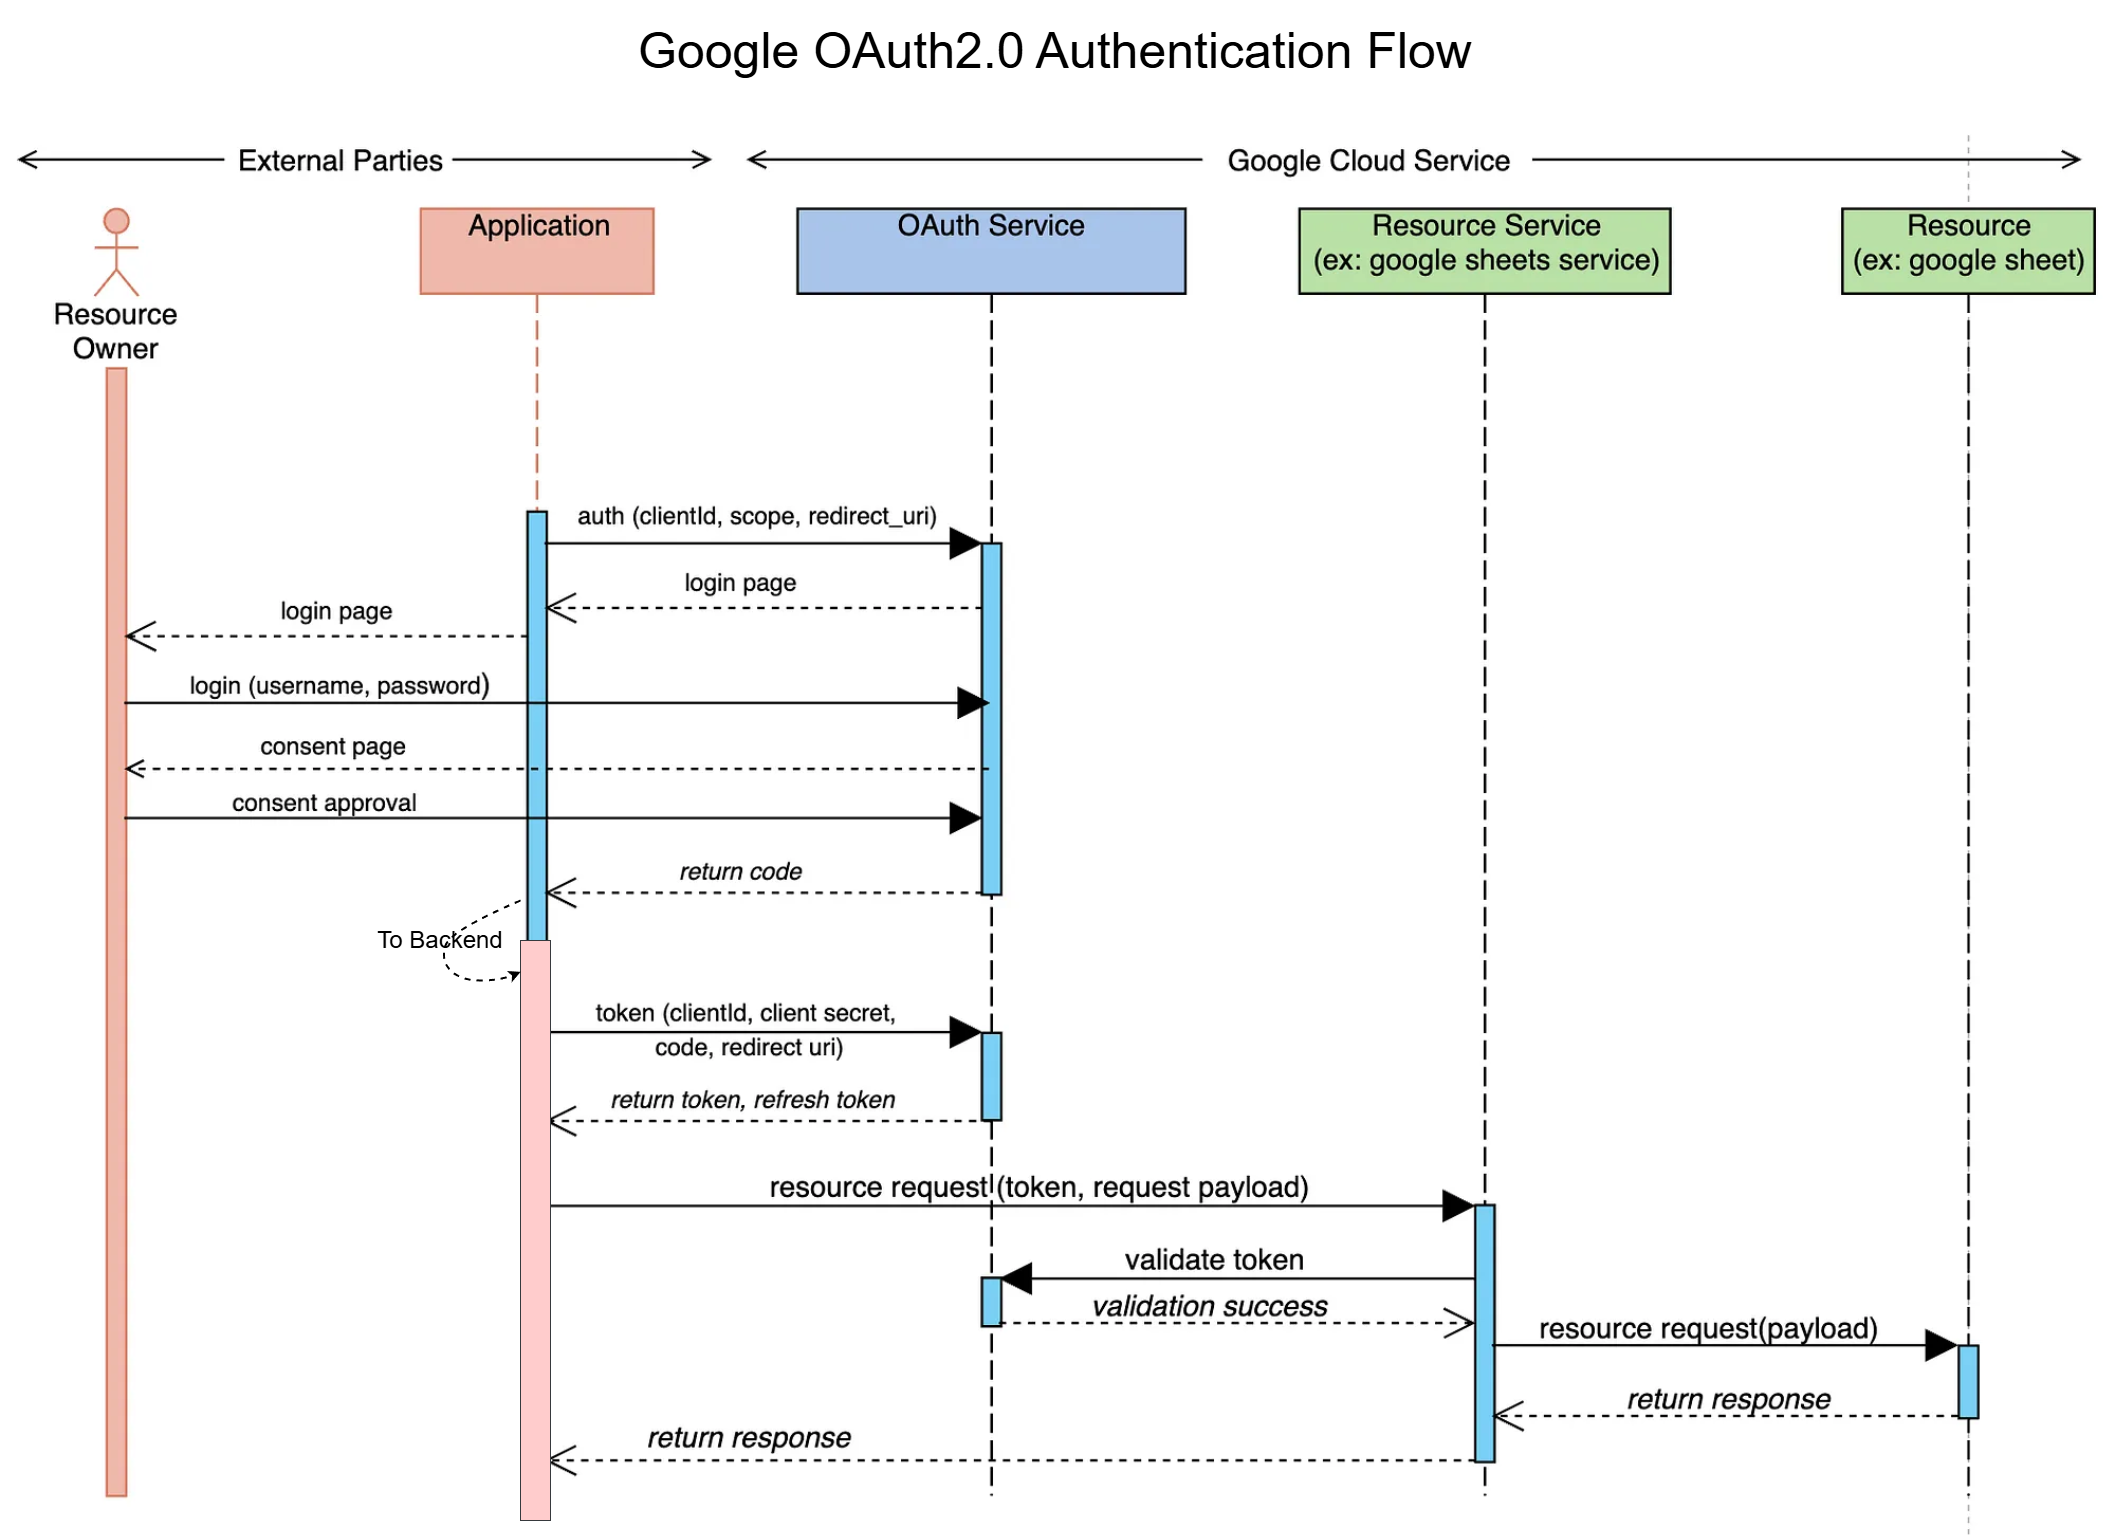 Google OAuth2.0 Authentication Flow
External Parties
Google Cloud Service
Resource
Owner
Application
OAuth Service
Resource Service
(ex: google sheets service)
Resource
(ex: google sheet)
auth (clientId, scope, redirect_uri)
login page
login page
login (username, password)
consent page
consent approval
return code
To Backend
token (clientId, client secret,
code, redirect uri)
return token, refresh token
resource request (token, request payload)
validate token
validation success
resource request(payload)
return response
return response